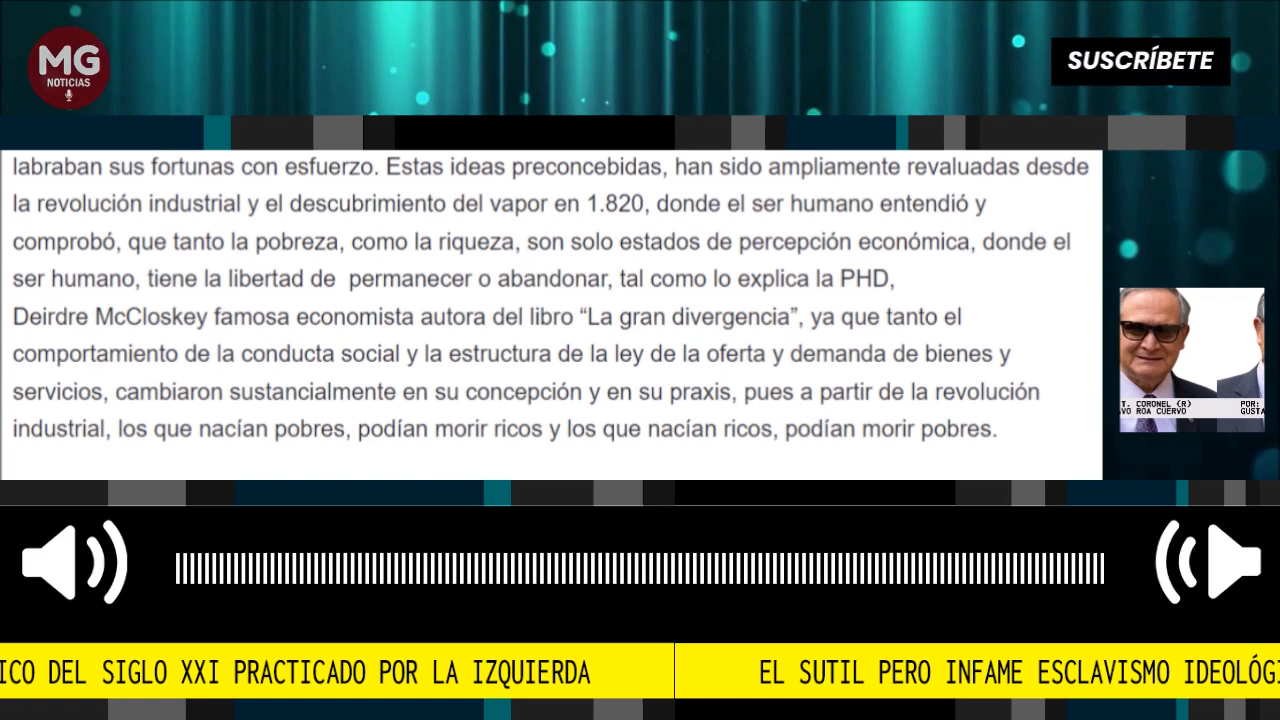 MG
NOTICIAS
SUSCRÍBETE
labraban sus fortunas con esfuerzo. Estas ideas preconcebidas, han sido ampliamente revaluadas desde
la revolución industrial y el descubrimiento del vapor en 1.820, donde el ser humano entendió y
comprobó, que tanto la pobreza, como la riqueza, son solo estados de percepción económica, donde el
ser humano, tiene la libertad de  permanecer o abandonar, tal como lo explica la PHD,
Deirdre McCloskey famosa economista autora del libro “La gran divergencia”, ya que tanto el
comportamiento de la conducta social y la estructura de la ley de la oferta y demanda de bienes y
servicios, cambiaron sustancialmente en su concepción y en su praxis, pues a partir de la revolución
industrial, los que nacían pobres, podían morir ricos y los que nacían ricos, podían morir pobres.
T. CORONEL (R)
VO ROA CUERVO
POR:
GUSTA
ICO DEL SIGLO XXI PRACTICADO POR LA IZQUIERDA
EL SUTIL PERO INFAME ESCLAVISMO IDEOLÓGI